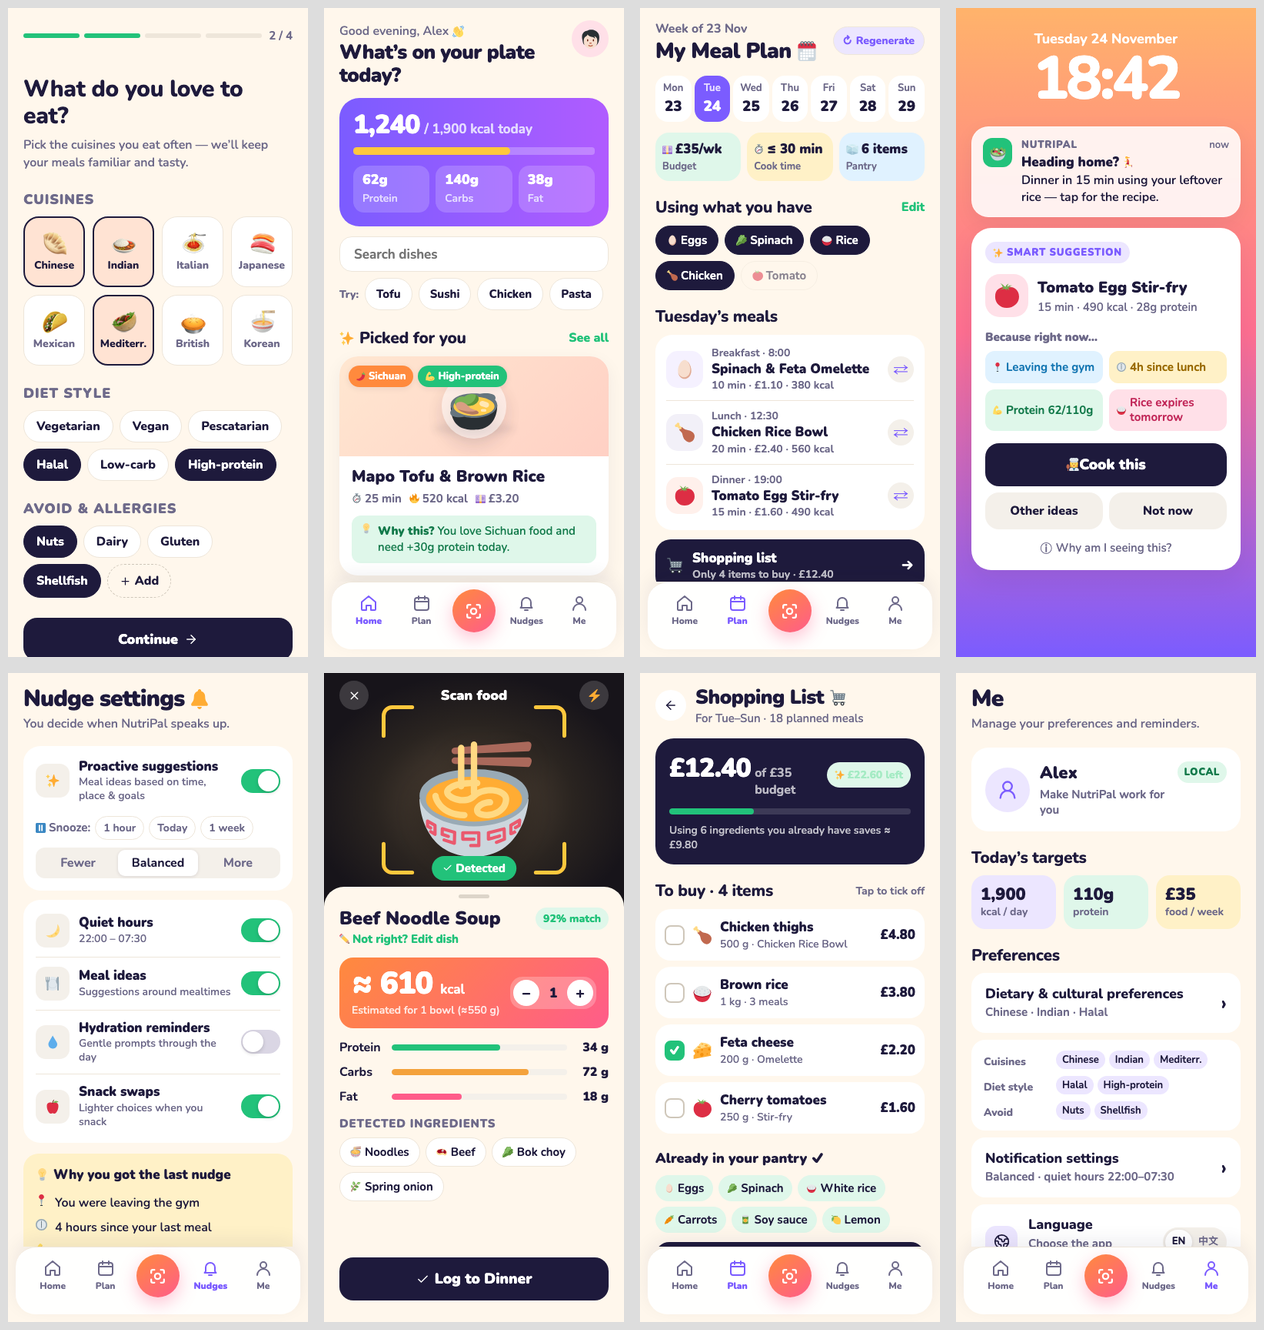 2 / 4
What do you love to
eat?
Pick the cuisines you eat often — we'll keep
your meals familiar and tasty.
CUISINES
Chinese
Indian
Italian
Japanese
Mexican
Mediterr.
British
Korean
DIET STYLE
Vegetarian
Vegan
Pescatarian
Halal
Low-carb
High-protein
AVOID & ALLERGIES
Nuts
Dairy
Gluten
Shellfish
+ Add
Continue →
Good evening, Alex
What's on your plate
today?
1,240 / 1,900 kcal today
62g
Protein
140g
Carbs
38g
Fat
Search dishes
Try:
Tofu
Sushi
Chicken
Pasta
Picked for you
See all
Sichuan
High-protein
Mapo Tofu & Brown Rice
25 min
520 kcal
£3.20
Why this? You love Sichuan food and
need +30g protein today.
Home
Plan
Nudges
Me
Week of 23 Nov
My Meal Plan
Regenerate
Mon
23
Tue
24
Wed
25
Thu
26
Fri
27
Sat
28
Sun
29
£35/wk
Budget
≤ 30 min
Cook time
6 items
Pantry
Using what you have
Edit
Eggs
Spinach
Rice
Chicken
Tomato
Tuesday's meals
Breakfast · 8:00
Spinach & Feta Omelette
10 min · £1.10 · 380 kcal
Lunch · 12:30
Chicken Rice Bowl
20 min · £2.40 · 560 kcal
Dinner · 19:00
Tomato Egg Stir-fry
15 min · £1.60 · 490 kcal
Shopping list
Only 4 items to buy · £12.40
Home
Plan
Nudges
Me
Tuesday 24 November
18:42
NUTRIPAL
now
Heading home?
Dinner in 15 min using your leftover
rice — tap for the recipe.
SMART SUGGESTION
Tomato Egg Stir-fry
15 min · 490 kcal · 28g protein
Because right now...
Leaving the gym
4h since lunch
Protein 62/110g
Rice expires
tomorrow
Cook this
Other ideas
Not now
Why am I seeing this?
Nudge settings
You decide when NutriPal speaks up.
Proactive suggestions
Meal ideas based on time,
place & goals
Snooze:
1 hour
Today
1 week
Fewer
Balanced
More
Quiet hours
22:00 – 07:30
Meal ideas
Suggestions around mealtimes
Hydration reminders
Gentle prompts through the
day
Snack swaps
Lighter choices when you
snack
Why you got the last nudge
You were leaving the gym
4 hours since your last meal
Home
Plan
Nudges
Me
Scan food
✓ Detected
Beef Noodle Soup
92% match
Not right? Edit dish
≈ 610 kcal
Estimated for 1 bowl (≈550 g)
− 1 +
Protein
34 g
Carbs
72 g
Fat
18 g
DETECTED INGREDIENTS
Noodles
Beef
Bok choy
Spring onion
✓ Log to Dinner
Shopping List
For Tue–Sun · 18 planned meals
£12.40 of £35
budget
£22.60 left
Using 6 ingredients you already have saves ≈
£9.80
To buy · 4 items
Tap to tick off
Chicken thighs
500 g · Chicken Rice Bowl
£4.80
Brown rice
1 kg · 3 meals
£3.80
Feta cheese
200 g · Omelette
£2.20
Cherry tomatoes
250 g · Stir-fry
£1.60
Already in your pantry ✓
Eggs
Spinach
White rice
Carrots
Soy sauce
Lemon
Home
Plan
Nudges
Me
Me
Manage your preferences and reminders.
Alex
LOCAL
Make NutriPal work for
you
Today's targets
1,900
kcal / day
110g
protein
£35
food / week
Preferences
Dietary & cultural preferences
Chinese · Indian · Halal
Cuisines
Chinese
Indian
Mediterr.
Diet style
Halal
High-protein
Avoid
Nuts
Shellfish
Notification settings
Balanced · quiet hours 22:00–07:30
Language
Choose the app
EN
中文
Home
Plan
Nudges
Me